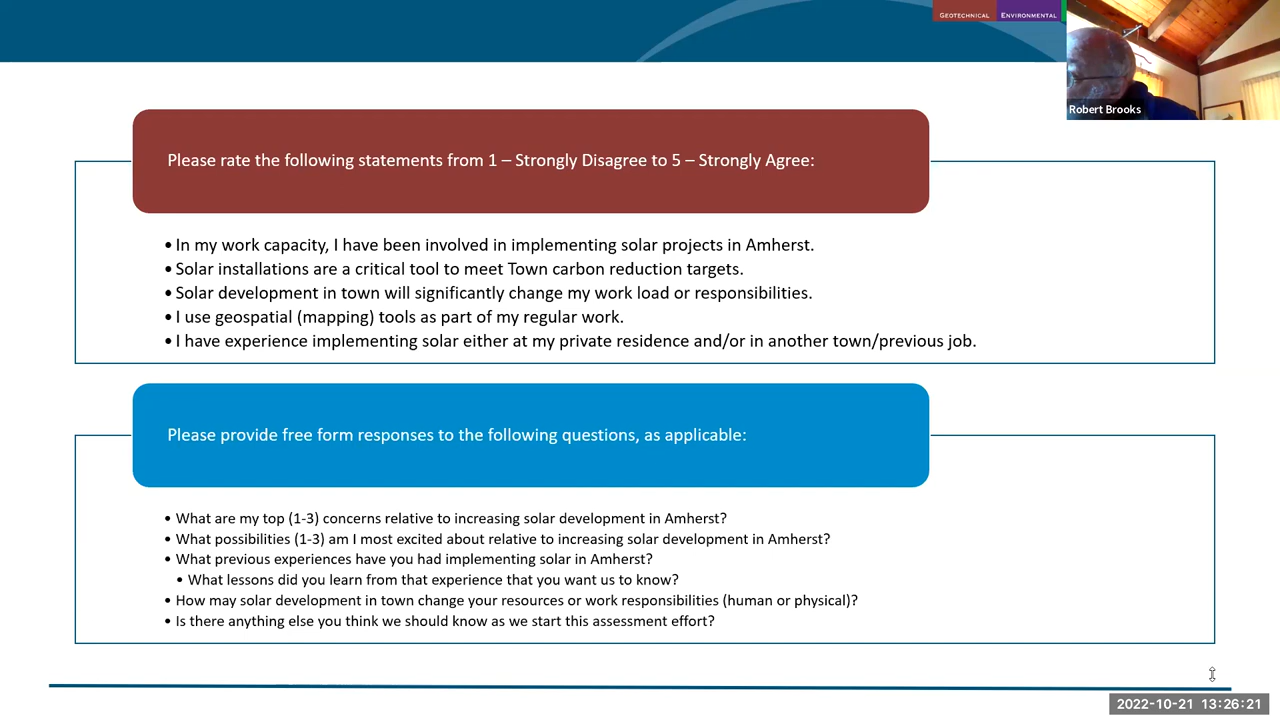 GEOTECHNICAL ENVIRONMENTAL
Robert Brooks
Please rate the following statements from 1 – Strongly Disagree to 5 – Strongly Agree:
• In my work capacity, I have been involved in implementing solar projects in Amherst.
• Solar installations are a critical tool to meet Town carbon reduction targets.
• Solar development in town will significantly change my work load or responsibilities.
• I use geospatial (mapping) tools as part of my regular work.
• I have experience implementing solar either at my private residence and/or in another town/previous job.
Please provide free form responses to the following questions, as applicable:
• What are my top (1-3) concerns relative to increasing solar development in Amherst?
• What possibilities (1-3) am I most excited about relative to increasing solar development in Amherst?
• What previous experiences have you had implementing solar in Amherst?
• What lessons did you learn from that experience that you want us to know?
• How may solar development in town change your resources or work responsibilities (human or physical)?
• Is there anything else you think we should know as we start this assessment effort?
2022-10-21 13:26:21